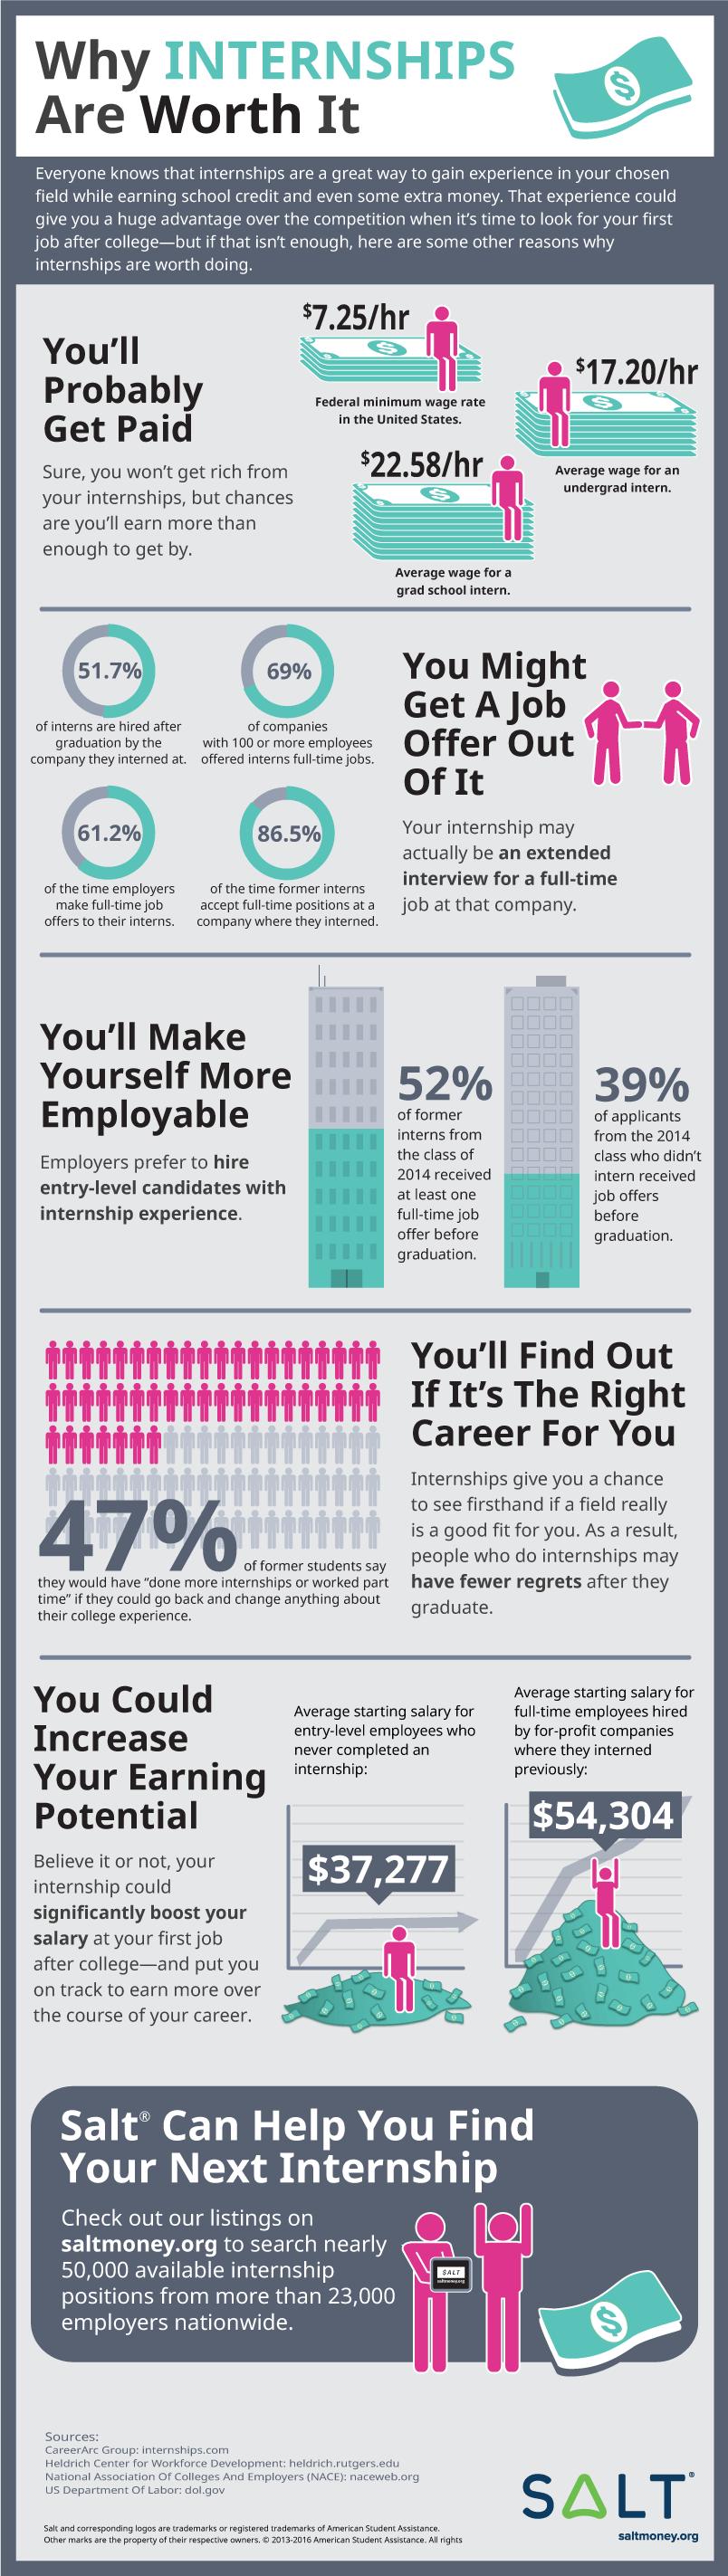 Why INTERNSHIPS
Are Worth It
Everyone knows that internships are a great way to gain experience in your chosen
field while earning school credit and even some extra money. That experience could
give you a huge advantage over the competition when it's time to look for your first
job after college—but if that isn't enough, here are some other reasons why
internships are worth doing.
You'll
Probably
Get Paid
Sure, you won't get rich from
your internships, but chances
are you'll earn more than
enough to get by.
$7.25/hr
Federal minimum wage rate
in the United States.
$17.20/hr
Average wage for an
undergrad intern.
$22.58/hr
Average wage for a
grad school intern.
51.7%
of interns are hired after
graduation by the
company they interned at.
69%
of companies
with 100 or more employees
offered interns full-time jobs.
61.2%
of the time employers
make full-time job
offers to their interns.
86.5%
of the time former interns
accept full-time positions at a
company where they interned.
You Might
Get A Job
Offer Out
Of It
Your internship may
actually be an extended
interview for a full-time
job at that company.
You'll Make
Yourself More
Employable
Employers prefer to hire
entry-level candidates with
internship experience.
52%
of former
interns from
the class of
2014 received
at least one
full-time job
offer before
graduation.
39%
of applicants
from the 2014
class who didn't
intern received
job offers
before
graduation.
47%
of former students say
they would have "done more internships or worked part
time" if they could go back and change anything about
their college experience.
You'll Find Out
If It's The Right
Career For You
Internships give you a chance
to see firsthand if a field really
is a good fit for you. As a result,
people who do internships may
have fewer regrets after they
graduate.
You Could
Increase
Your Earning
Potential
Believe it or not, your
internship could
significantly boost your
salary at your first job
after college—and put you
on track to earn more over
the course of your career.
Average starting salary for
entry-level employees who
never completed an
internship:
$37,277
Average starting salary for
full-time employees hired
by for-profit companies
where they interned
previously:
$54,304
Salt® Can Help You Find
Your Next Internship
Check out our listings on
saltmoney.org to search nearly
50,000 available internship
positions from more than 23,000
employers nationwide.
SALT
saltmoney.org
Sources:
CareerArc Group: internships.com
Heldrich Center for Workforce Development: heldrich.rutgers.edu
National Association Of Colleges And Employers (NACE): naceweb.org
US Department Of Labor: dol.gov
Salt and corresponding logos are trademarks or registered trademarks of American Student Assistance.
Other marks are the property of their respective owners. © 2013-2016 American Student Assistance. All rights
SALT®
saltmoney.org